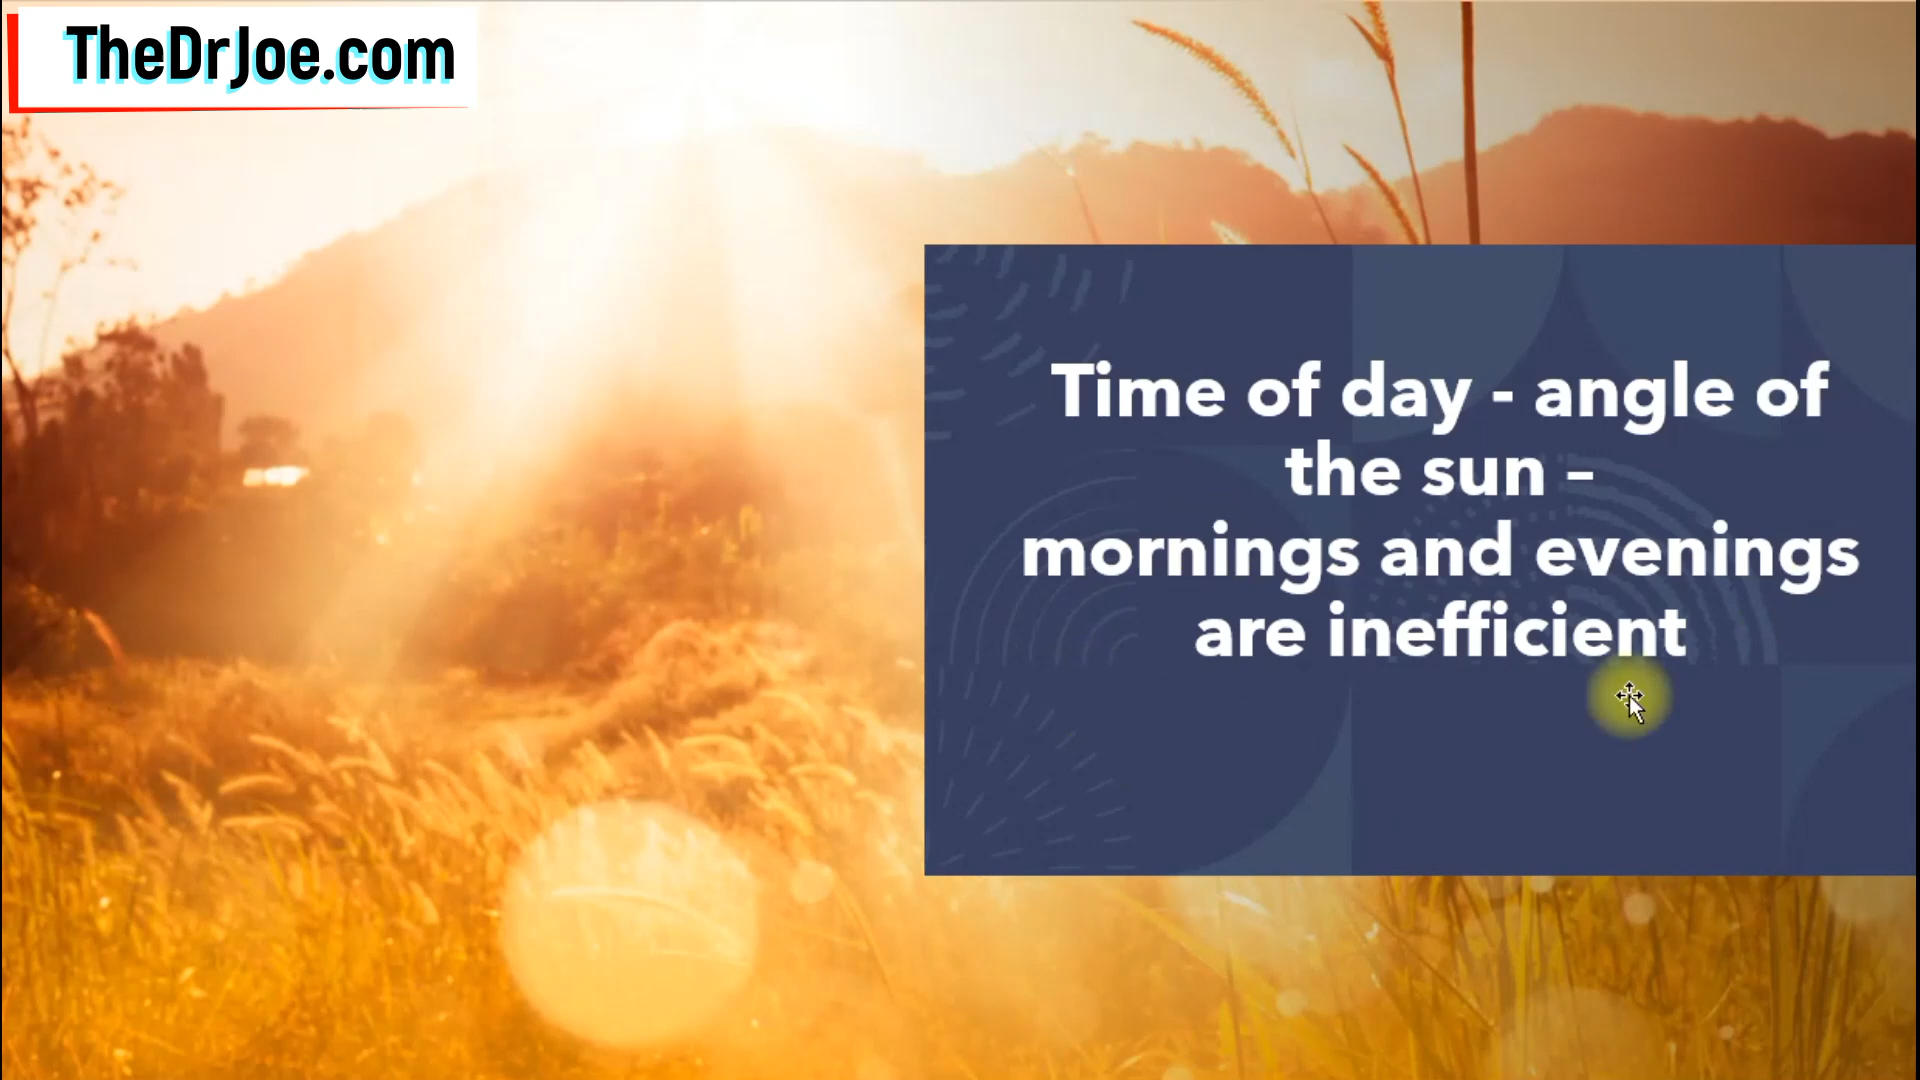 TheDrJoe.com
Time of day - angle of
the sun –
mornings and evenings
are inefficient